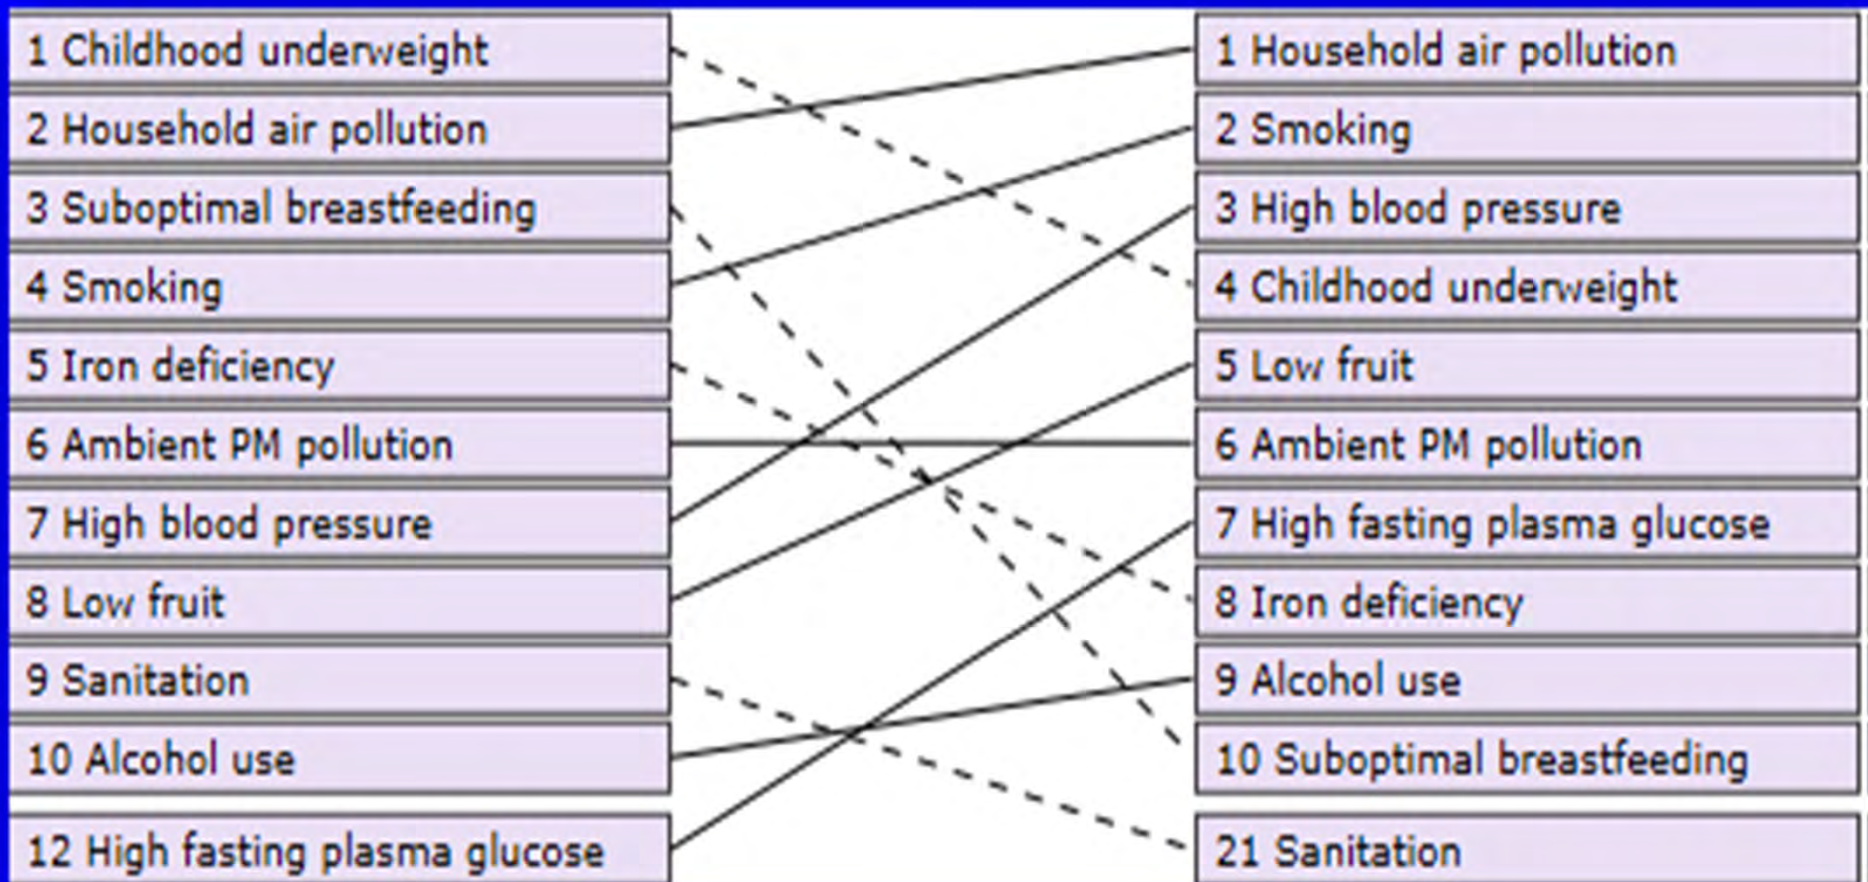 1 Childhood underweight
2 Household air pollution
3 Suboptimal breastfeeding
4 Smoking
5 Iron deficiency
6 Ambient PM pollution
7 High blood pressure
8 Low fruit
9 Sanitation
10 Alcohol use
12 High fasting plasma glucose
1 Household air pollution
2 Smoking
3 High blood pressure
4 Childhood underweight
5 Low fruit
6 Ambient PM pollution
7 High fasting plasma glucose
8 Iron deficiency
9 Alcohol use
10 Suboptimal breastfeeding
21 Sanitation